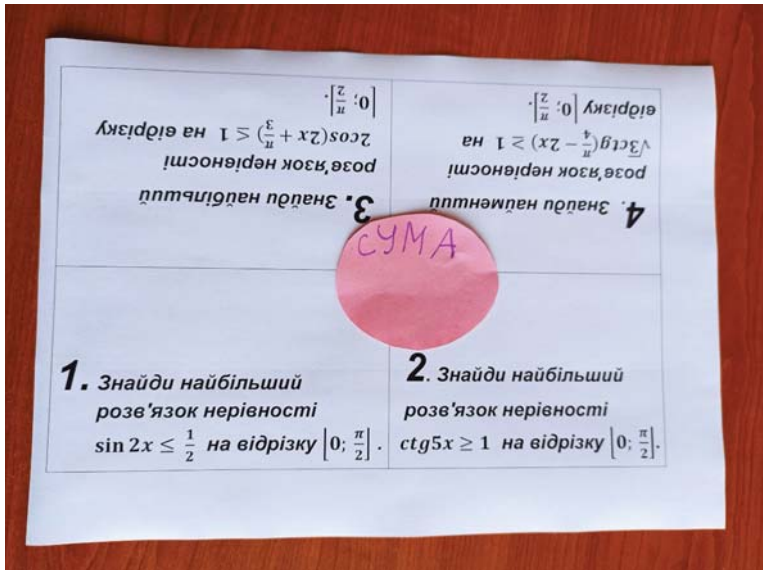 3. Знайди найбільший
розв'язок нерівності
2cos(2x + π/3) ≤ 1 на відрізку
[0; π/2].
4. Знайди найменший
розв'язок нерівності
√3ctg(π/4 − 2x) ≥ 1 на
відрізку [0; π/2].
СУМА
1. Знайди найбільший
розв'язок нерівності
sin 2x ≤ 1/2 на відрізку [0; π/2].
2. Знайди найбільший
розв'язок нерівності
ctg5x ≥ 1 на відрізку [0; π/2].